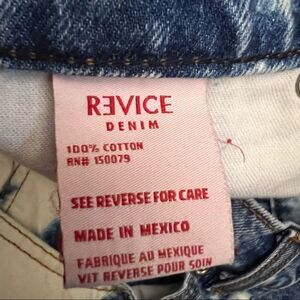 REVICE
DENIM
100% COTTON
RN# 150079
SEE REVERSE FOR CARE
MADE IN MEXICO
FABRIQUE AU MEXIQUE
VIT REVERSE POUR SOIN